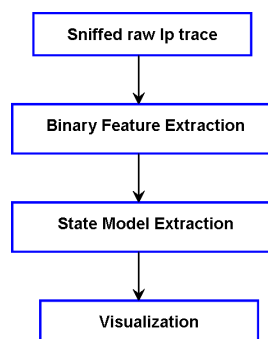 Sniffed raw Ip trace
Binary Feature Extraction
State Model Extraction
Visualization